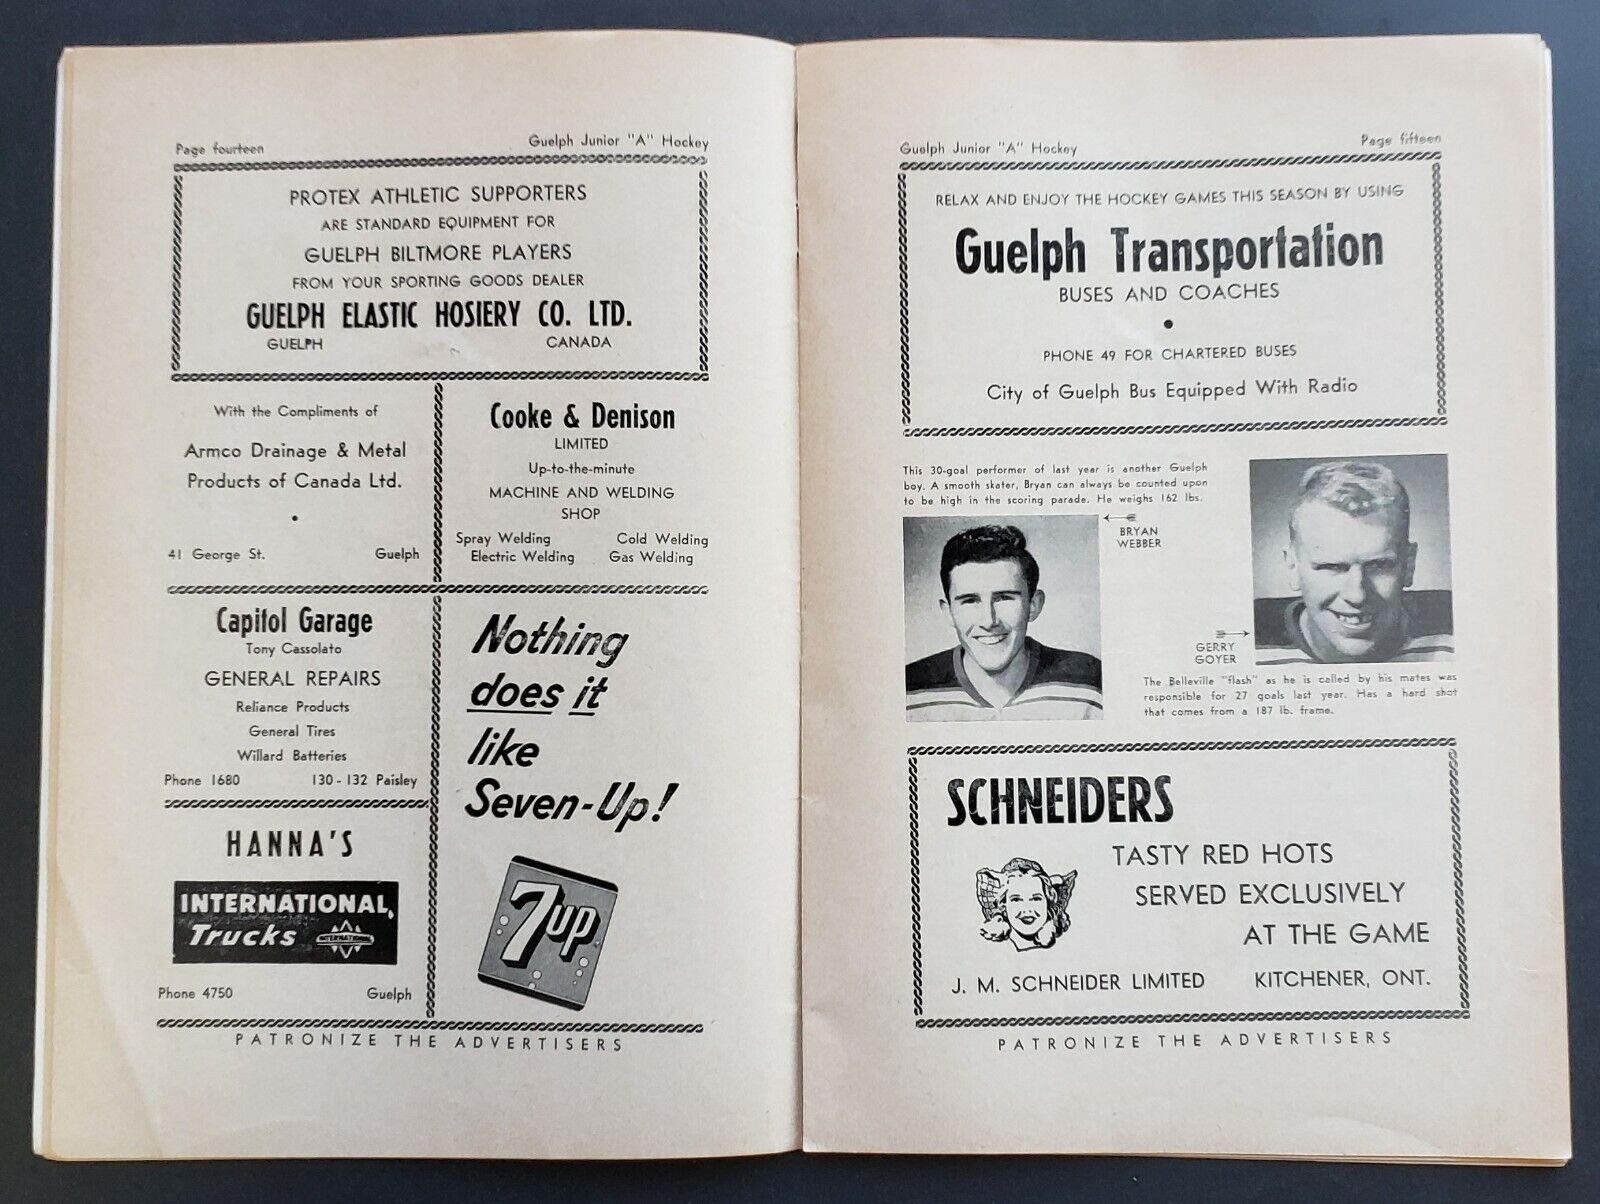 Page fourteen
Guelph Junior "A" Hockey
PROTEX ATHLETIC SUPPORTERS
ARE STANDARD EQUIPMENT FOR
GUELPH BILTMORE PLAYERS
FROM YOUR SPORTING GOODS DEALER
GUELPH ELASTIC HOSIERY CO. LTD.
GUELPH CANADA
With the Compliments of
Armco Drainage & Metal
Products of Canada Ltd.
41 George St. Guelph
Cooke & Denison
LIMITED
Up-to-the-minute
MACHINE AND WELDING
SHOP
Spray Welding Cold Welding
Electric Welding Gas Welding
Capitol Garage
Tony Cassolato
GENERAL REPAIRS
Reliance Products
General Tires
Willard Batteries
Phone 1680 130 - 132 Paisley
HANNA'S
INTERNATIONAL
Trucks INTERNATIONAL
Phone 4750 Guelph
Nothing
does it
like
Seven-Up!
7up
PATRONIZE THE ADVERTISERS
Guelph Junior "A" Hockey
Page fifteen
RELAX AND ENJOY THE HOCKEY GAMES THIS SEASON BY USING
Guelph Transportation
BUSES AND COACHES
PHONE 49 FOR CHARTERED BUSES
City of Guelph Bus Equipped With Radio
This 30-goal performer of last year is another Guelph
boy. A smooth skater, Bryan can always be counted upon
to be high in the scoring parade. He weighs 162 lbs.
BRYAN
WEBBER
GERRY
GOYER
The Belleville "flash" as he is called by his mates was
responsible for 27 goals last year. Has a hard shot
that comes from a 187 lb. frame.
SCHNEIDERS
TASTY RED HOTS
SERVED EXCLUSIVELY
AT THE GAME
J. M. SCHNEIDER LIMITED KITCHENER, ONT.
PATRONIZE THE ADVERTISERS